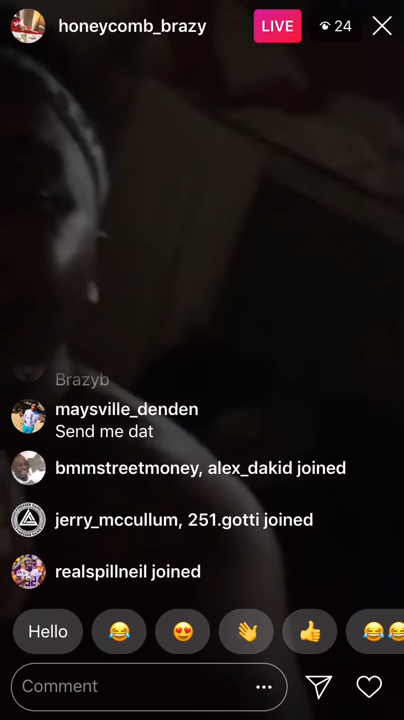 honeycomb_brazy
LIVE
24
Brazyb
maysville_denden
Send me dat
bmmstreetmoney, alex_dakid joined
jerry_mccullum, 251.gotti joined
realspillneil joined
Hello
Comment